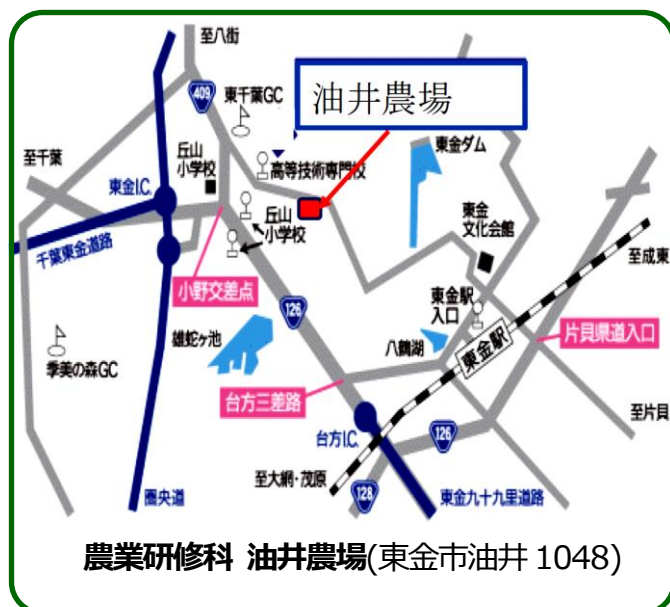 至八街
409
東千葉GC
油井農場
至千葉
丘山
小学校
高等技術専門校
東金ダム
東金I.C.
丘山
小学校
東金
文化会館
千葉東金道路
小野交差点
至成東
126
東金駅
入口
雄蛇ヶ池
八鶴湖
東金駅
片貝県道入口
季美の森GC
台方三差路
至片貝
台方I.C.
126
至大網・茂原
128
圏央道
東金九十九里道路
農業研修科 油井農場(東金市油井 1048)